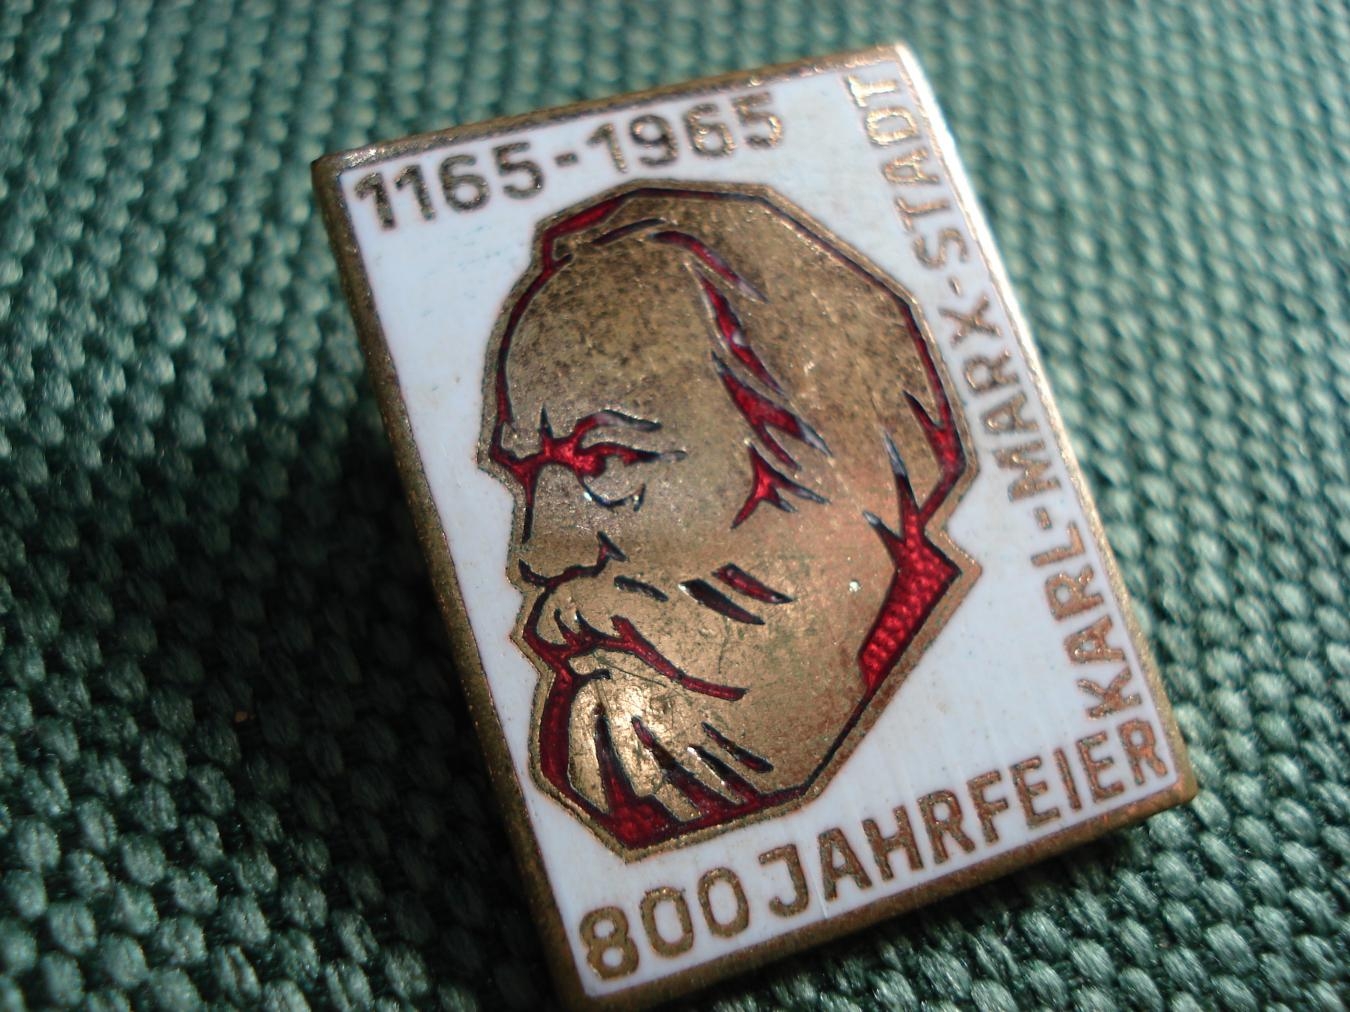 1165-1965
KARL-MARX-STADT
800 JAHRFEIER